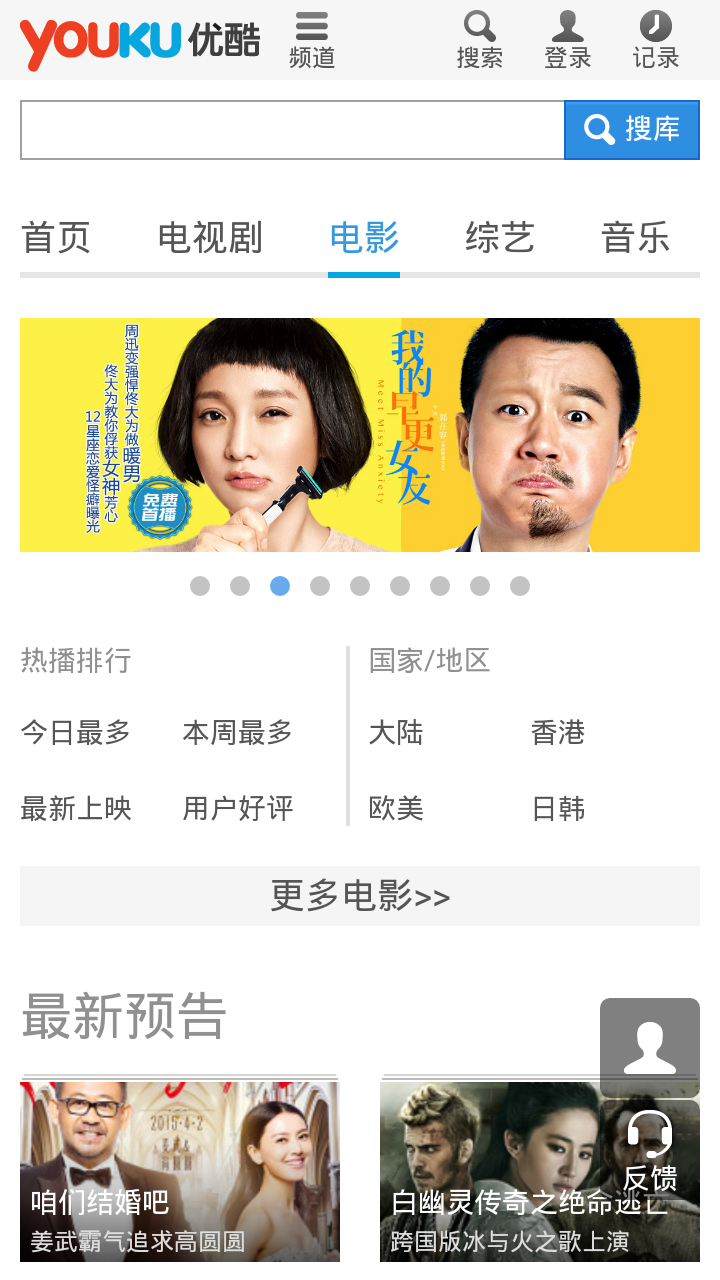 YOUKU 优酷
频道
搜索
登录
记录
搜库
首页
电视剧
电影
综艺
音乐
周迅变强悍佟大为做暖男
佟大为教你俘获女神芳心
12星座恋爱怪癖曝光
免费
首播
我的早更女友
Meet Miss Anxiety
热播排行
国家/地区
今日最多
本周最多
大陆
香港
最新上映
用户好评
欧美
日韩
更多电影>>
最新预告
2015·4·2
反馈
咱们结婚吧
白幽灵传奇之绝命逃亡
姜武霸气追求高圆圆
跨国版冰与火之歌上演